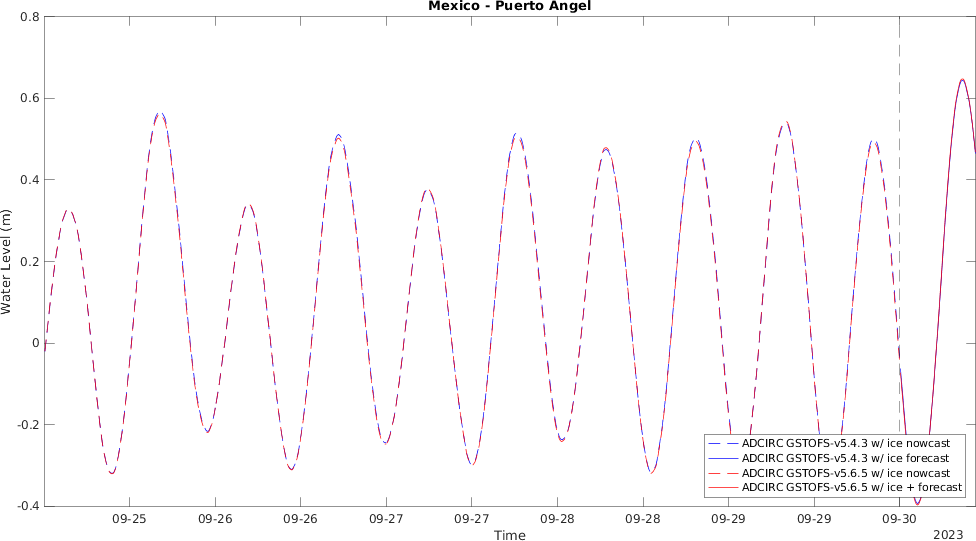 Mexico - Puerto Angel
0.8
0.6
0.4
0.2
0
-0.2
-0.4
Water Level (m)
ADCIRC GSTOFS-v5.4.3 w/ ice nowcast
ADCIRC GSTOFS-v5.4.3 w/ ice forecast
ADCIRC GSTOFS-v5.6.5 w/ ice nowcast
ADCIRC GSTOFS-v5.6.5 w/ ice + forecast
09-25 09-26 09-26 09-27 09-27 09-28 09-28 09-29 09-29 09-30
Time
2023